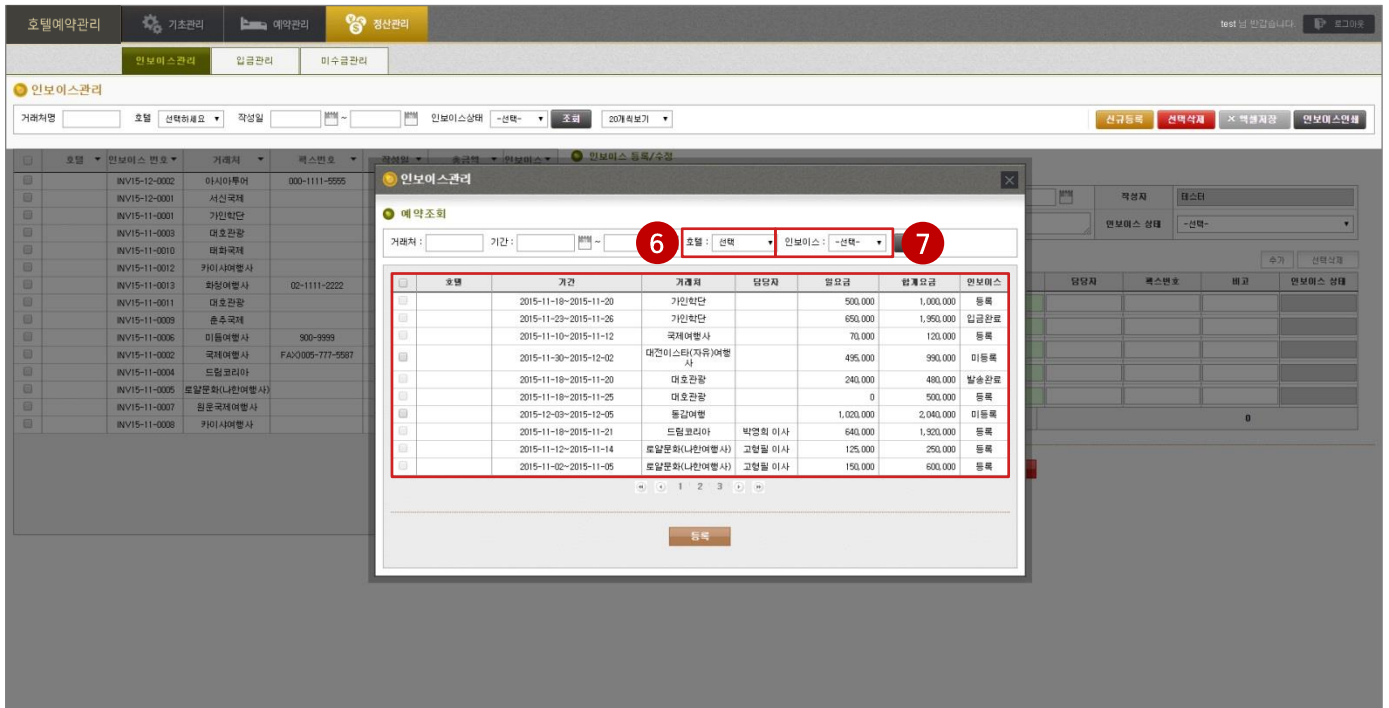 호텔예약관리 기초관리 예약관리 정산관리 test 님 반갑습니다. 로그아웃
인보이스관리 입금관리 미수금관리
인보이스관리
거래처명 호텔 선택하세요 작성일 ~ 인보이스상태 -선택- 조회 20개씩보기 신규등록 선택삭제 엑셀저장 인보이스인쇄
호텔 인보이스 번호 거래처 팩스번호 작성일 송금액 인보이스 인보이스 등록/수정
INV15-12-0002 아시아투어 000-1111-5555
INV15-12-0001 서신국제
INV15-11-0001 가인학단
INV15-11-0003 대호관광
INV15-11-0010 태화국제
INV15-11-0012 카이샤여행사
INV15-11-0013 화청여행사 02-1111-2222
INV15-11-0011 대호관광
INV15-11-0009 춘추국제
INV15-11-0006 미듬여행사 900-9999
INV15-11-0002 국제여행사 FAX)005-777-5587
INV15-11-0004 드림코리아
INV15-11-0005 로얄문화(나한여행사)
INV15-11-0007 원문국제여행사
INV15-11-0008 카이샤여행사
작성자 테스터
인보이스 상태 -선택-
추가 선택삭제
담당자 팩스번호 비고 인보이스 상태
0
인보이스관리
예약조회
거래처 : 기간 : ~ 6 호텔 : 선택 인보이스 : -선택- 7
호텔 기간 거래처 담당자 일요금 합계요금 인보이스
2015-11-18~2015-11-20 가인학단 500,000 1,000,000 등록
2015-11-23~2015-11-26 가인학단 650,000 1,950,000 입금완료
2015-11-10~2015-11-12 국제여행사 70,000 120,000 등록
2015-11-30~2015-12-02 대전이스타(자유)여행사 495,000 990,000 미등록
2015-11-18~2015-11-20 대호관광 240,000 480,000 발송완료
2015-11-18~2015-11-25 대호관광 0 500,000 등록
2015-12-03~2015-12-05 동감여행 1,020,000 2,040,000 미등록
2015-11-18~2015-11-21 드림코리아 박영희 이사 640,000 1,920,000 등록
2015-11-12~2015-11-14 로얄문화(나한여행사) 고형필 이사 125,000 250,000 등록
2015-11-02~2015-11-05 로얄문화(나한여행사) 고형필 이사 150,000 600,000 등록
1 2 3
등록